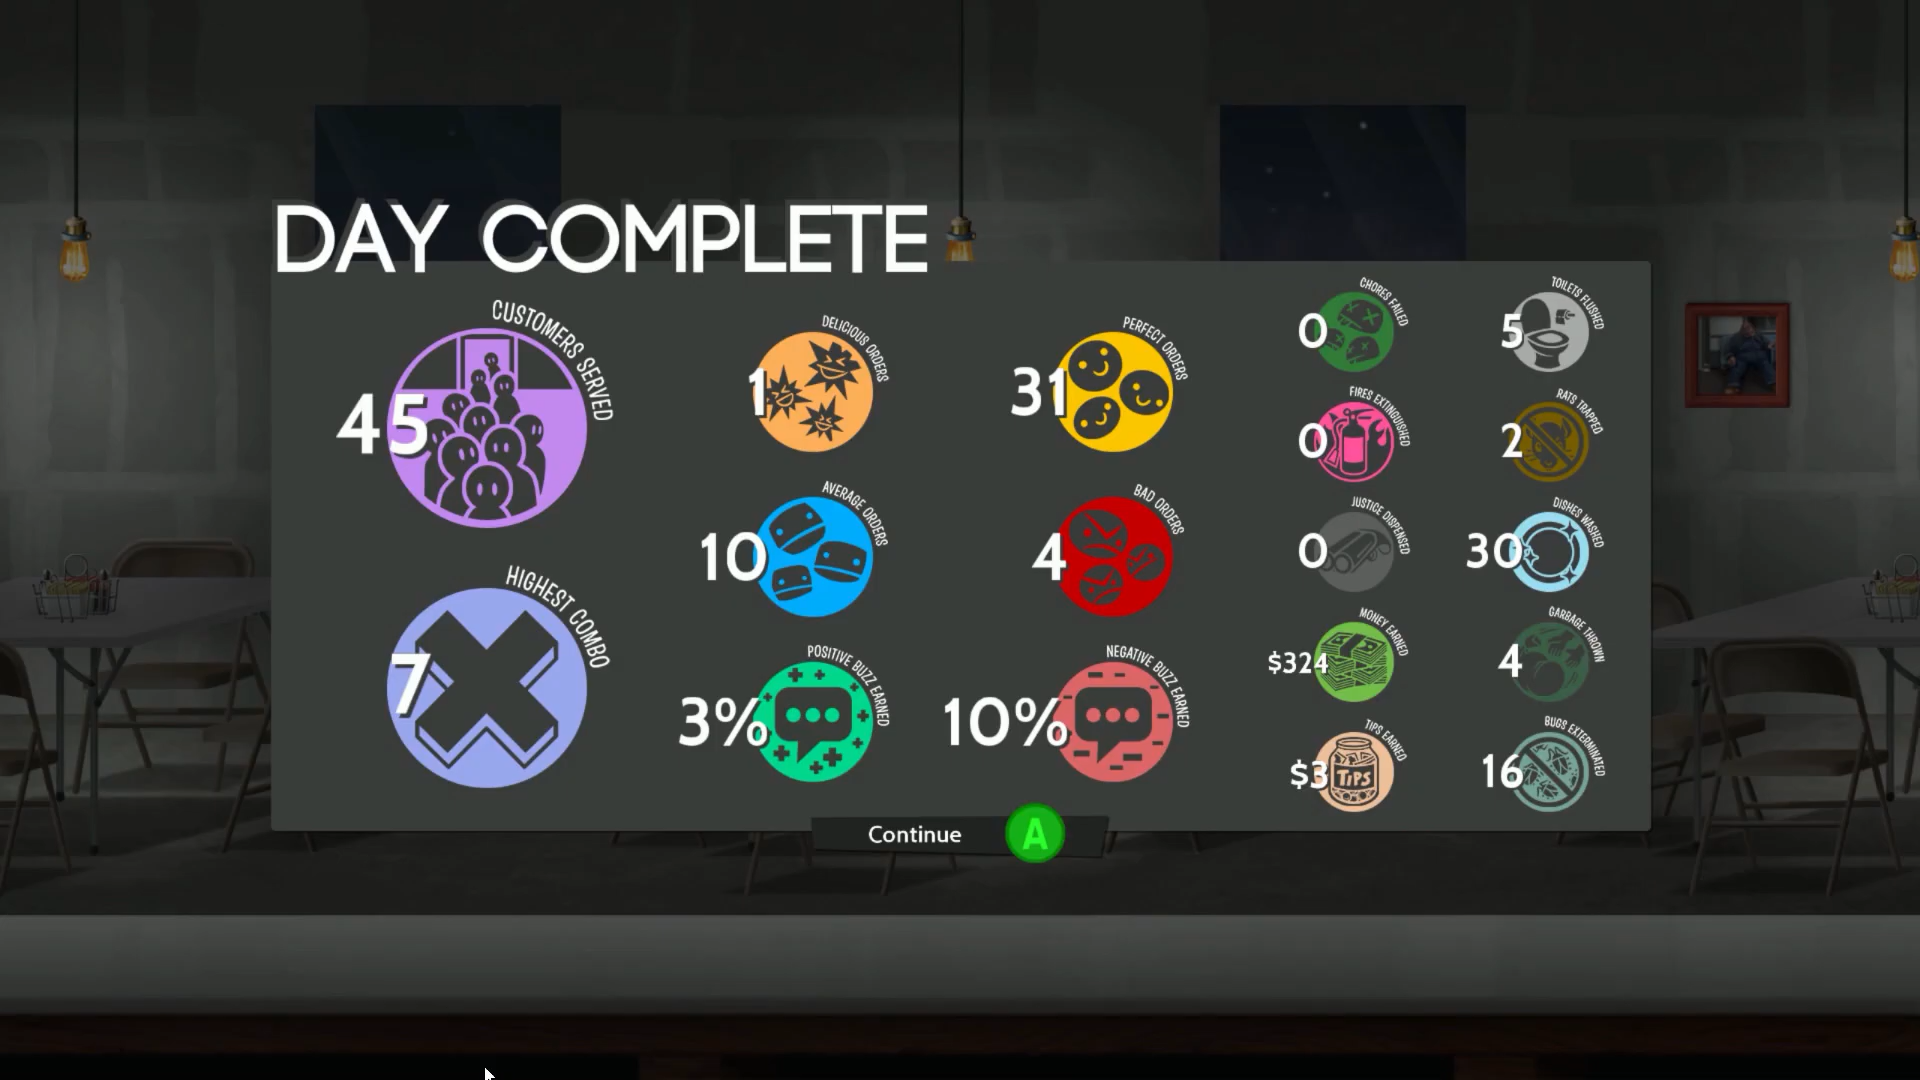 DAY COMPLETE
CUSTOMERS SERVED
45
HIGHEST COMBO
7
DELICIOUS ORDERS
1
PERFECT ORDERS
31
AVERAGE ORDERS
10
BAD ORDERS
4
POSITIVE BUZZ EARNED
3%
NEGATIVE BUZZ EARNED
10%
CHORES FAILED
0
TOILETS FLUSHED
5
FIRES EXTINGUISHED
0
RATS TRAPPED
2
JUSTICE DISPENSED
0
DISHES WASHED
30
MONEY EARNED
$324
GARBAGE THROWN
4
TIPS EARNED
$3
TIPS
BUGS EXTERMINATED
16
Continue A